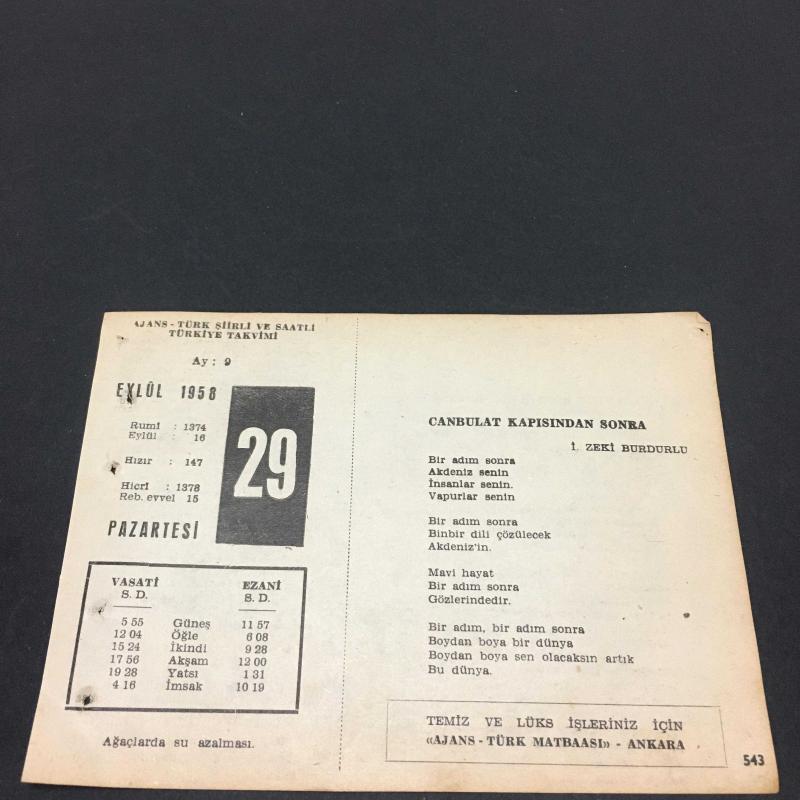 AJANS - TÜRK ŞİİRLİ VE SAATLİ
TÜRKİYE TAKVİMİ
Ay : 9
EYLÛL 1958
29
Rumî : 1374
Eylûl : 16
Hızır : 147
Hicrî : 1378
Reb. evvel 15
PAZARTESİ
VASATİ EZANİ
S. D. S. D.
5 55 Güneş 11 57
12 04 Öğle 6 08
15 24 İkindi 9 28
17 56 Akşam 12 00
19 28 Yatsı 1 31
4 16 İmsak 10 19
Ağaçlarda su azalması.
CANBULAT KAPISINDAN SONRA
İ. ZEKİ BURDURLU
Bir adım sonra
Akdeniz senin
İnsanlar senin.
Vapurlar senin
Bir adım sonra
Binbir dili çözülecek
Akdeniz'in.
Mavi hayat
Bir adım sonra
Gözlerindedir.
Bir adım, bir adım sonra
Boydan boya bir dünya
Boydan boya sen olacaksın artık
Bu dünya.
TEMİZ VE LÜKS İŞLERİNİZ İÇİN
«AJANS - TÜRK MATBAASI» - ANKARA
543